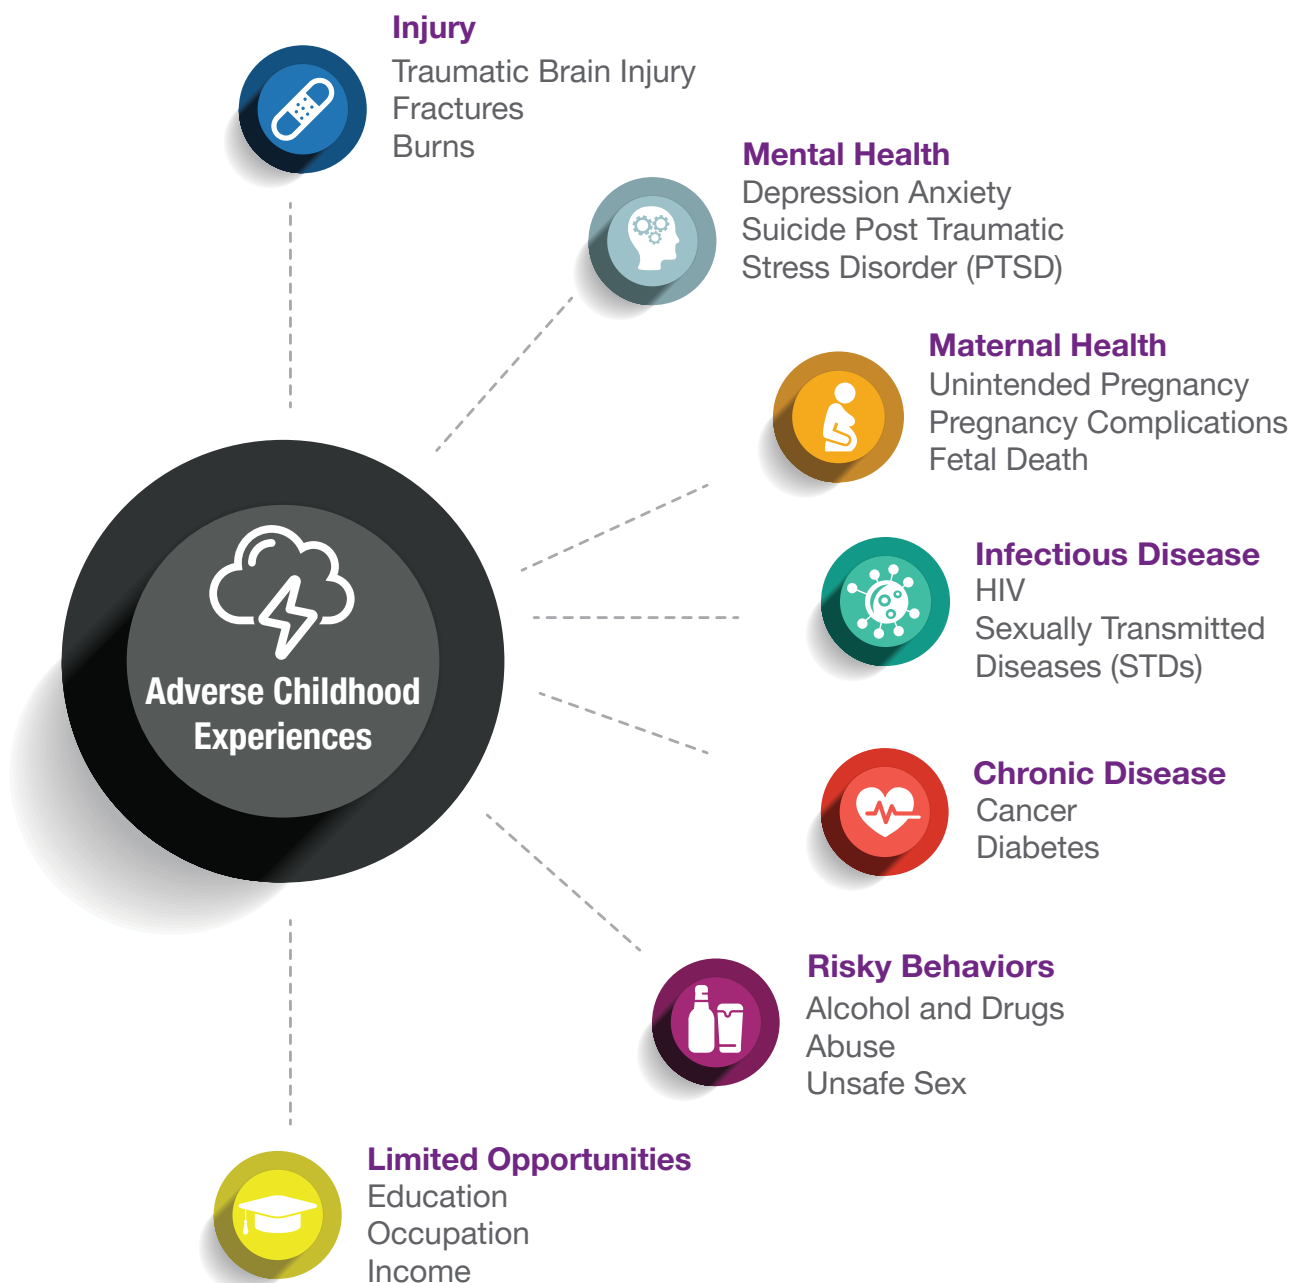 Injury
Traumatic Brain Injury
Fractures
Burns
Mental Health
Depression Anxiety
Suicide Post Traumatic
Stress Disorder (PTSD)
Maternal Health
Unintended Pregnancy
Pregnancy Complications
Fetal Death
Infectious Disease
HIV
Sexually Transmitted
Diseases (STDs)
Adverse Childhood
Experiences
Chronic Disease
Cancer
Diabetes
Risky Behaviors
Alcohol and Drugs
Abuse
Unsafe Sex
Limited Opportunities
Education
Occupation
Income